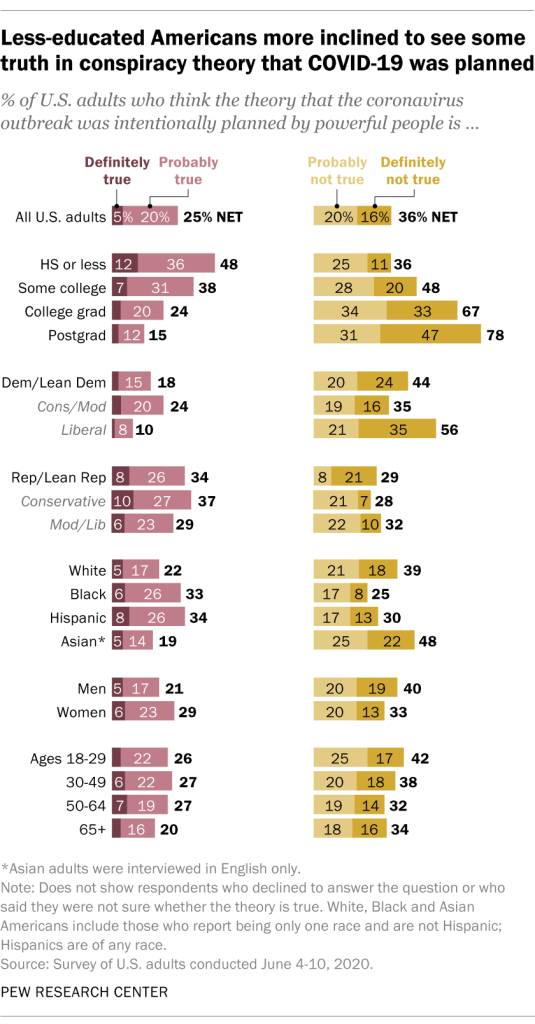 Less-educated Americans more inclined to see some
truth in conspiracy theory that COVID-19 was planned
% of U.S. adults who think the theory that the coronavirus
outbreak was intentionally planned by powerful people is ...
Definitely true Probably true Probably not true Definitely not true
All U.S. adults 5% 20% 25% NET 20% 16% 36% NET
HS or less 12 36 48 25 11 36
Some college 7 31 38 28 20 48
College grad 20 24 34 33 67
Postgrad 12 15 31 47 78
Dem/Lean Dem 15 18 20 24 44
Cons/Mod 20 24 19 16 35
Liberal 8 10 21 35 56
Rep/Lean Rep 8 26 34 8 21 29
Conservative 10 27 37 21 7 28
Mod/Lib 6 23 29 22 10 32
White 5 17 22 21 18 39
Black 6 26 33 17 8 25
Hispanic 8 26 34 17 13 30
Asian* 5 14 19 25 22 48
Men 5 17 21 20 19 40
Women 6 23 29 20 13 33
Ages 18-29 22 26 25 17 42
30-49 6 22 27 20 18 38
50-64 7 19 27 19 14 32
65+ 16 20 18 16 34
*Asian adults were interviewed in English only.
Note: Does not show respondents who declined to answer the question or who
said they were not sure whether the theory is true. White, Black and Asian
Americans include those who report being only one race and are not Hispanic;
Hispanics are of any race.
Source: Survey of U.S. adults conducted June 4-10, 2020.
PEW RESEARCH CENTER